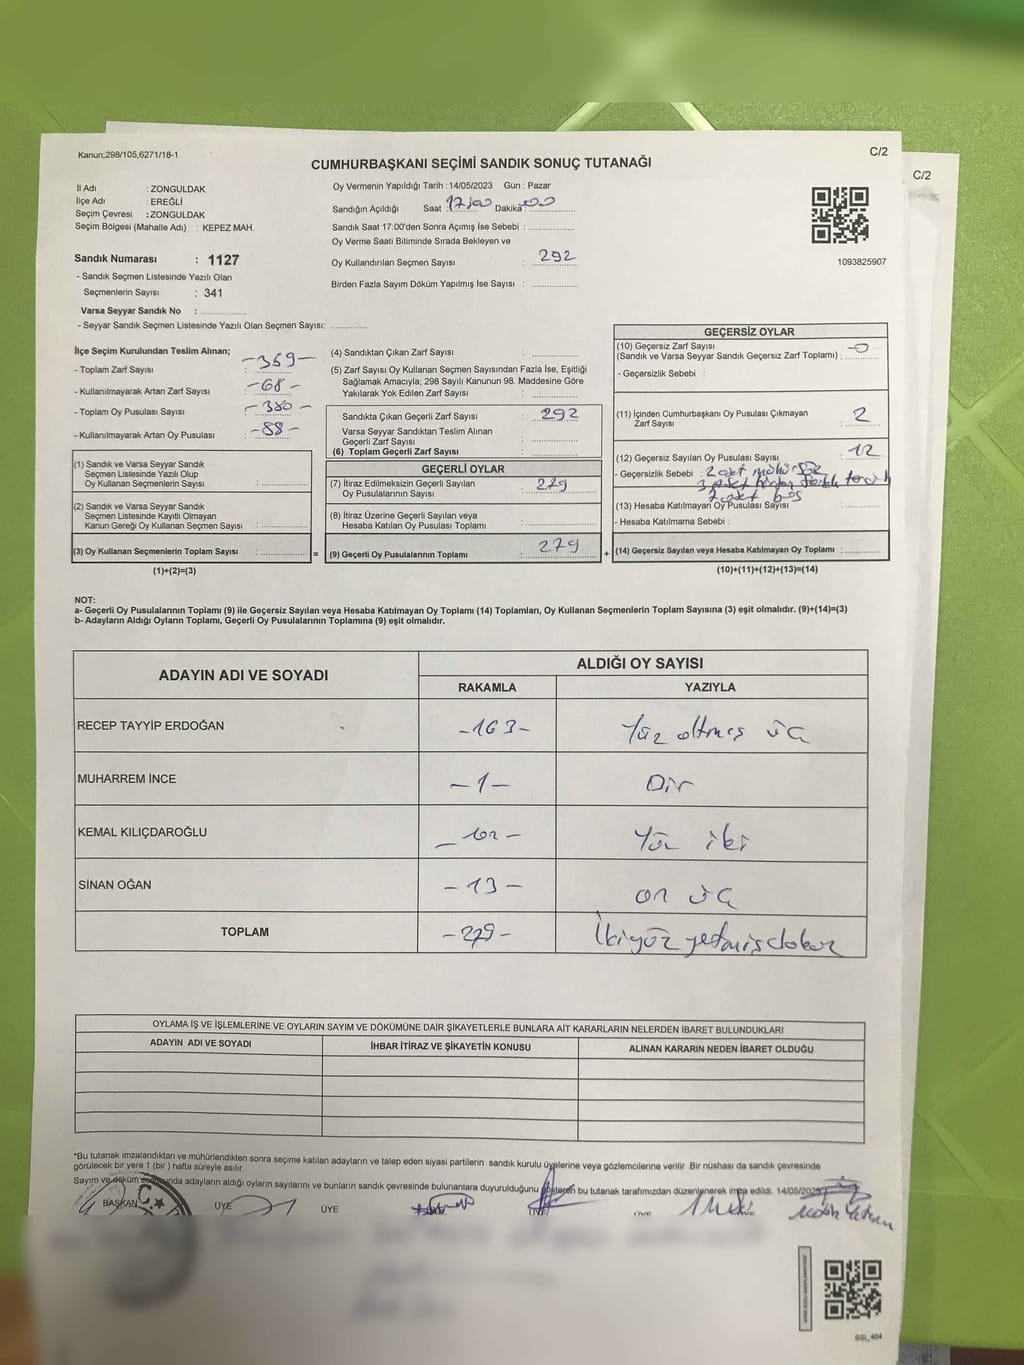 Kanun;298/105,6271/18-1
C/2
C/2
CUMHURBAŞKANI SEÇİMİ SANDIK SONUÇ TUTANAĞI
İl Adı : ZONGULDAK
İlçe Adı : EREĞLİ
Seçim Çevresi : ZONGULDAK
Seçim Bölgesi (Mahalle Adı) : KEPEZ MAH.
Sandık Numarası : 1127
- Sandık Seçmen Listesinde Yazılı Olan
Seçmenlerin Sayısı : 341
Varsa Seyyar Sandık No :
- Seyyar Sandık Seçmen Listesinde Yazılı Olan Seçmen Sayısı:
Oy Vermenin Yapıldığı Tarih : 14/05/2023 Gün : Pazar
Sandığın Açıldığı Saat : Dakika : 00
Sandık Saat 17:00'den Sonra Açımış İse Sebebi :
Oy Verme Saati Bitiminde Sırada Bekleyen ve
Oy Kullandırılan Seçmen Sayısı : 292
Birden Fazla Sayım Döküm Yapılmış İse Sayısı :
1093825907
İlçe Seçim Kurulundan Teslim Alınan;
- Toplam Zarf Sayısı : -359-
- Kullanılmayarak Artan Zarf Sayısı : -68-
- Toplam Oy Pusulası Sayısı : -380-
- Kullanılmayarak Artan Oy Pusulası : -88-
(1) Sandık ve Varsa Seyyar Sandık
Seçmen Listesinde Yazılı Olup
Oy Kullanan Seçmenlerin Sayısı :
(2) Sandık ve Varsa Seyyar Sandık
Seçmen Listesinde Kayıtlı Olmayan
Kanun Gereği Oy Kullanan Seçmen Sayısı :
(3) Oy Kullanan Seçmenlerin Toplam Sayısı : =
(1)+(2)=(3)
(4) Sandıktan Çıkan Zarf Sayısı :
(5) Zarf Sayısı Oy Kullanan Seçmen Sayısından Fazla İse, Eşitliği
Sağlamak Amacıyla; 298 Sayılı Kanunun 98. Maddesine Göre
Yakılarak Yok Edilen Zarf Sayısı :
Sandıkta Çıkan Geçerli Zarf Sayısı : 292
Varsa Seyyar Sandıktan Teslim Alınan
Geçerli Zarf Sayısı :
(6) Toplam Geçerli Zarf Sayısı :
GEÇERLİ OYLAR
(7) İtiraz Edilmeksizin Geçerli Sayılan
Oy Pusulalarının Sayısı : 279
(8) İtiraz Üzerine Geçerli Sayılan veya
Hesaba Katılan Oy Pusulası Toplamı :
(9) Geçerli Oy Pusulalarının Toplamı : 279 +
GEÇERSİZ OYLAR
(10) Geçersiz Zarf Sayısı
(Sandık ve Varsa Seyyar Sandık Geçersiz Zarf Toplamı) : -0
- Geçersizlik Sebebi :
(11) İçinden Cumhurbaşkanı Oy Pusulası Çıkmayan
Zarf Sayısı : 2
(12) Geçersiz Sayılan Oy Pusulası Sayısı : 12
- Geçersizlik Sebebi : 2 adet mühürsüz
3 adet birden fazla tercih
7 adet boş
(13) Hesaba Katılmayan Oy Pusulası Sayısı :
- Hesaba Katılmama Sebebi :
(14) Geçersiz Sayılan veya Hesaba Katılmayan Oy Toplamı :
(10)+(11)+(12)+(13)=(14)
NOT:
a- Geçerli Oy Pusulalarının Toplamı (9) ile Geçersiz Sayılan veya Hesaba Katılmayan Oy Toplamı (14) Toplamları, Oy Kullanan Seçmenlerin Toplam Sayısına (3) eşit olmalıdır. (9)+(14)=(3)
b- Adayların Aldığı Oyların Toplamı, Geçerli Oy Pusulalarının Toplamına (9) eşit olmalıdır.
ADAYIN ADI VE SOYADI ALDIĞI OY SAYISI
RAKAMLA YAZIYLA
RECEP TAYYİP ERDOĞAN -163- Yüz altmış üç
MUHARREM İNCE -1- Bir
KEMAL KILIÇDAROĞLU -102- Yüz iki
SİNAN OĞAN -13- on üç
TOPLAM -279- İkiyüz yetmiş dokuz
OYLAMA İŞ VE İŞLEMLERİNE VE OYLARIN SAYIM VE DÖKÜMÜNE DAİR ŞİKAYETLERLE BUNLARA AİT KARARLARIN NELERDEN İBARET BULUNDUKLARI
ADAYIN ADI VE SOYADI İHBAR İTİRAZ VE ŞİKAYETİN KONUSU ALINAN KARARIN NEDEN İBARET OLDUĞU
*Bu tutanak imzalandıktan ve mühürlendikten sonra seçime katılan adayların ve talep eden siyasi partilerin sandık kurulu üyelerine veya gözlemcilerine verilir. Bir nüshası da sandık çevresinde
görülecek bir yere 1 (bir ) hafta süreyle asılır.
Sayım ve döküm sonunda adayların aldığı oyların sayılarını ve bunların sandık çevresinde bulunanlara duyurulduğunu gösteren bu tutanak tarafımızdan düzenlenerek imza edildi. 14/05/2023
BAŞKAN ÜYE ÜYE